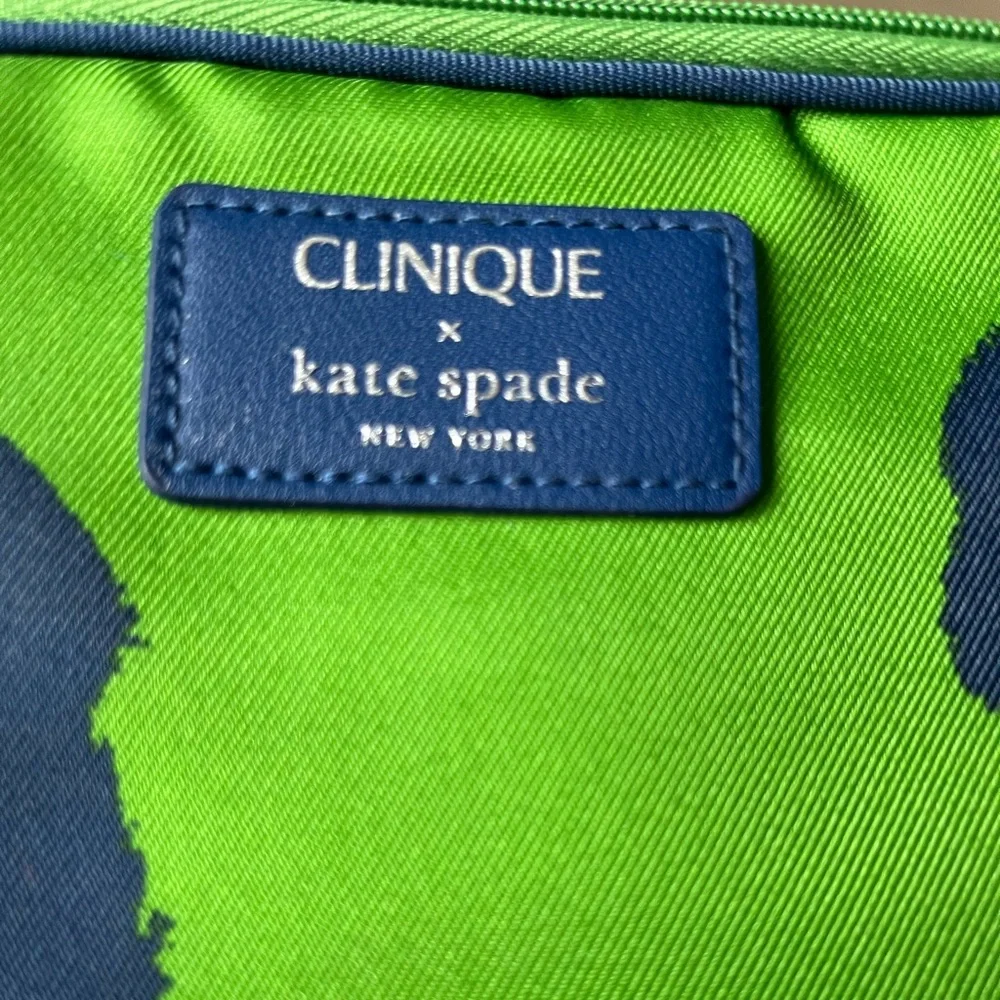 CLINIQUE
x
kate spade
NEW YORK